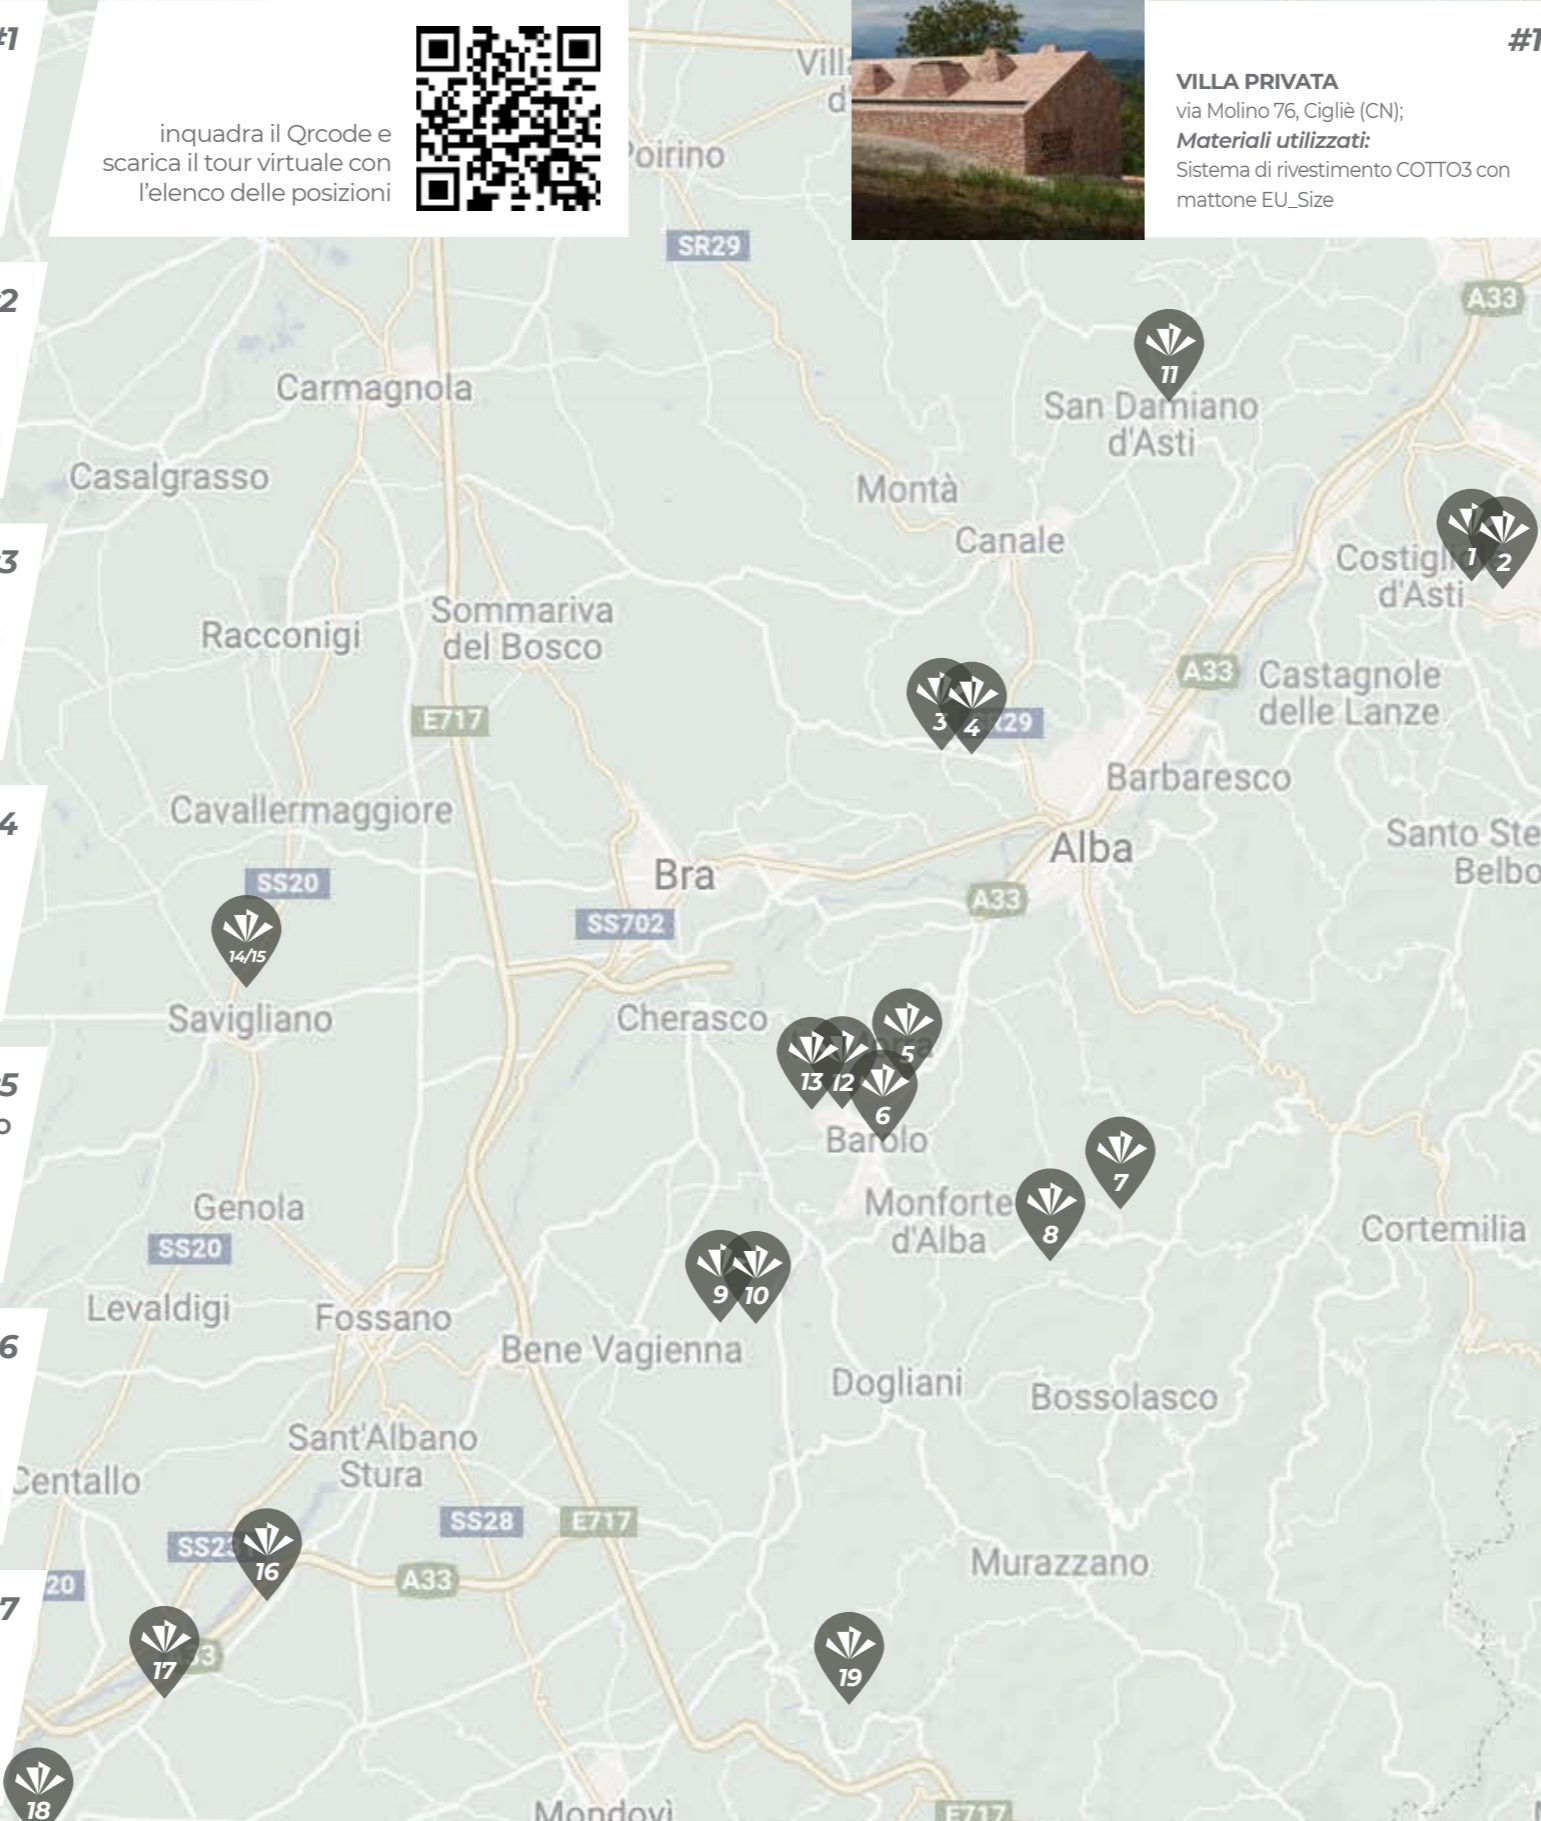 #1
inquadra il Qrcode e
scarica il tour virtuale con
l'elenco delle posizioni
#1
VILLA PRIVATA
via Molino 76, Cigliè (CN);
Materiali utilizzati:
Sistema di rivestimento COTTO3 con
mattone EU_Size
Poirino
SR29
2
A33
11
Carmagnola
San Damiano
d'Asti
Casalgrasso
Montà
Canale
3
1
2
d'Asti
Sommariva
del Bosco
Racconigi
A33
Castagnole
delle Lanze
E717
3
4
Barbaresco
Cavallermaggiore
4
Santo Ste
Belbo
Alba
Bra
SS20
A33
SS702
14/15
Savigliano
Cherasco
5
13
12
6
5
Barolo
7
Monforte
d'Alba
8
Genola
Cortemilia
SS20
9
10
Levaldigi
Fossano
6
Bene Vagienna
Dogliani
Bossolasco
Sant'Albano
Stura
Centallo
SS28
E717
16
Murazzano
A33
20
7
17
19
18
Mondovì
E717